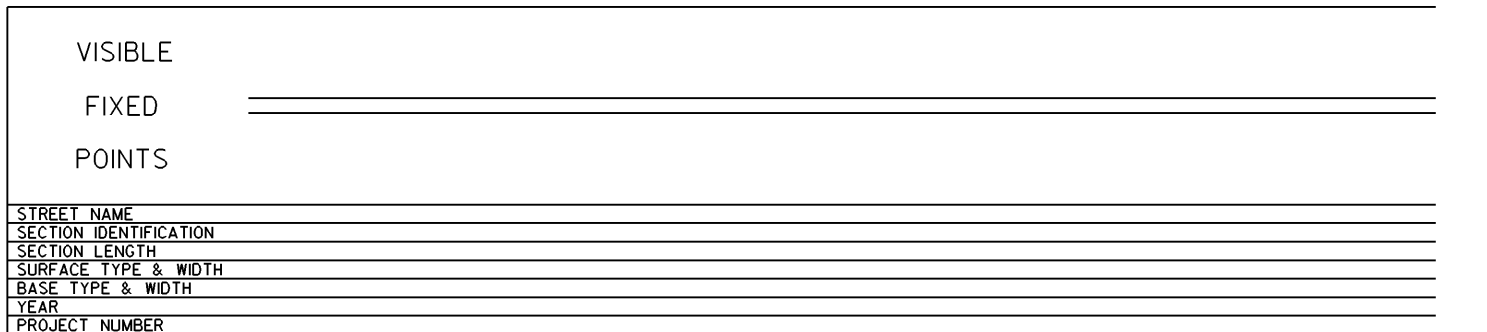 VISIBLE
FIXED
POINTS
STREET NAME
SECTION IDENTIFICATION
SECTION LENGTH
SURFACE TYPE & WIDTH
BASE TYPE & WIDTH
YEAR
PROJECT NUMBER